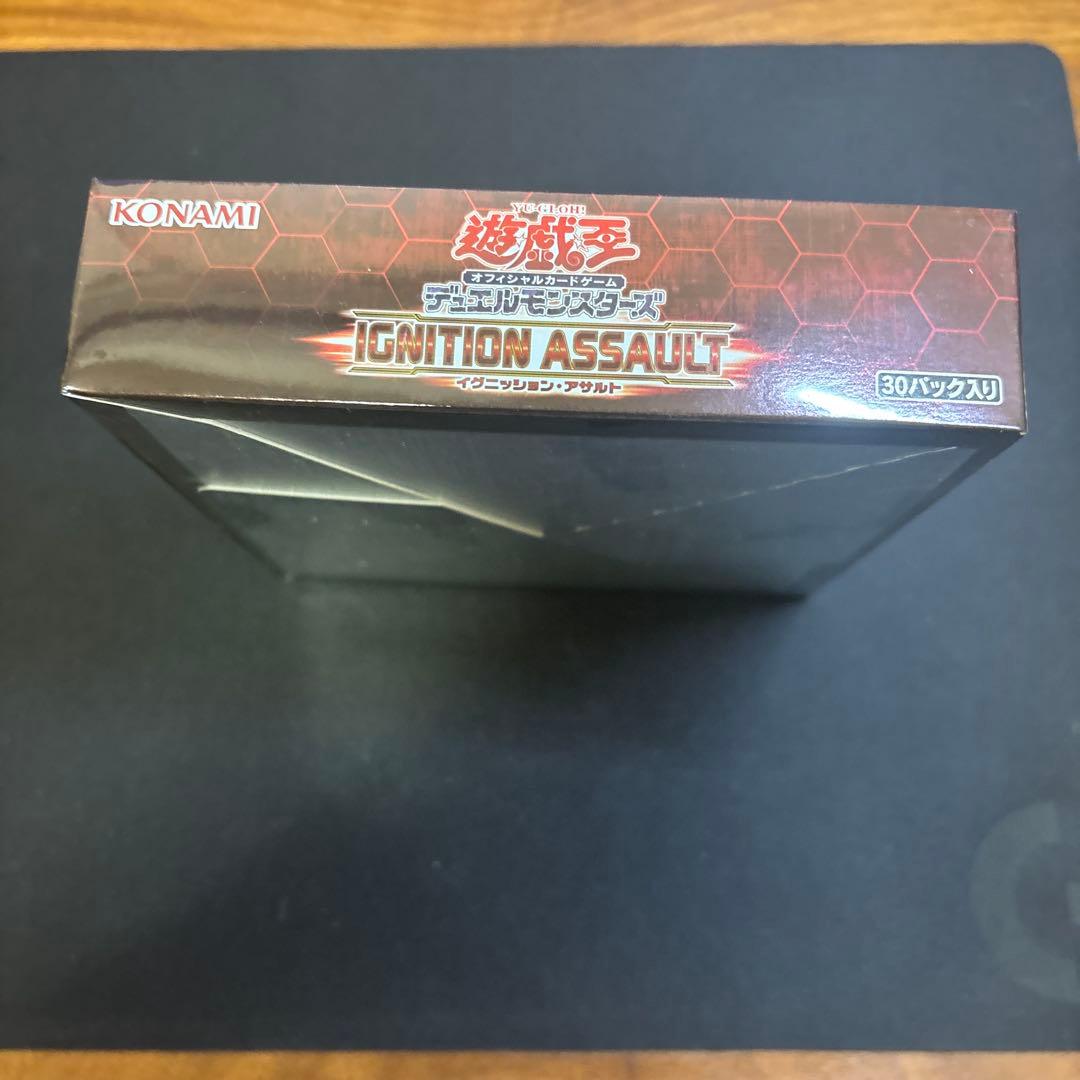 KONAMI
YU-GI-OH!
遊戯王
オフィシャルカードゲーム
デュエルモンスターズ
IGNITION ASSAULT
イグニッション・アサルト
30パック入り